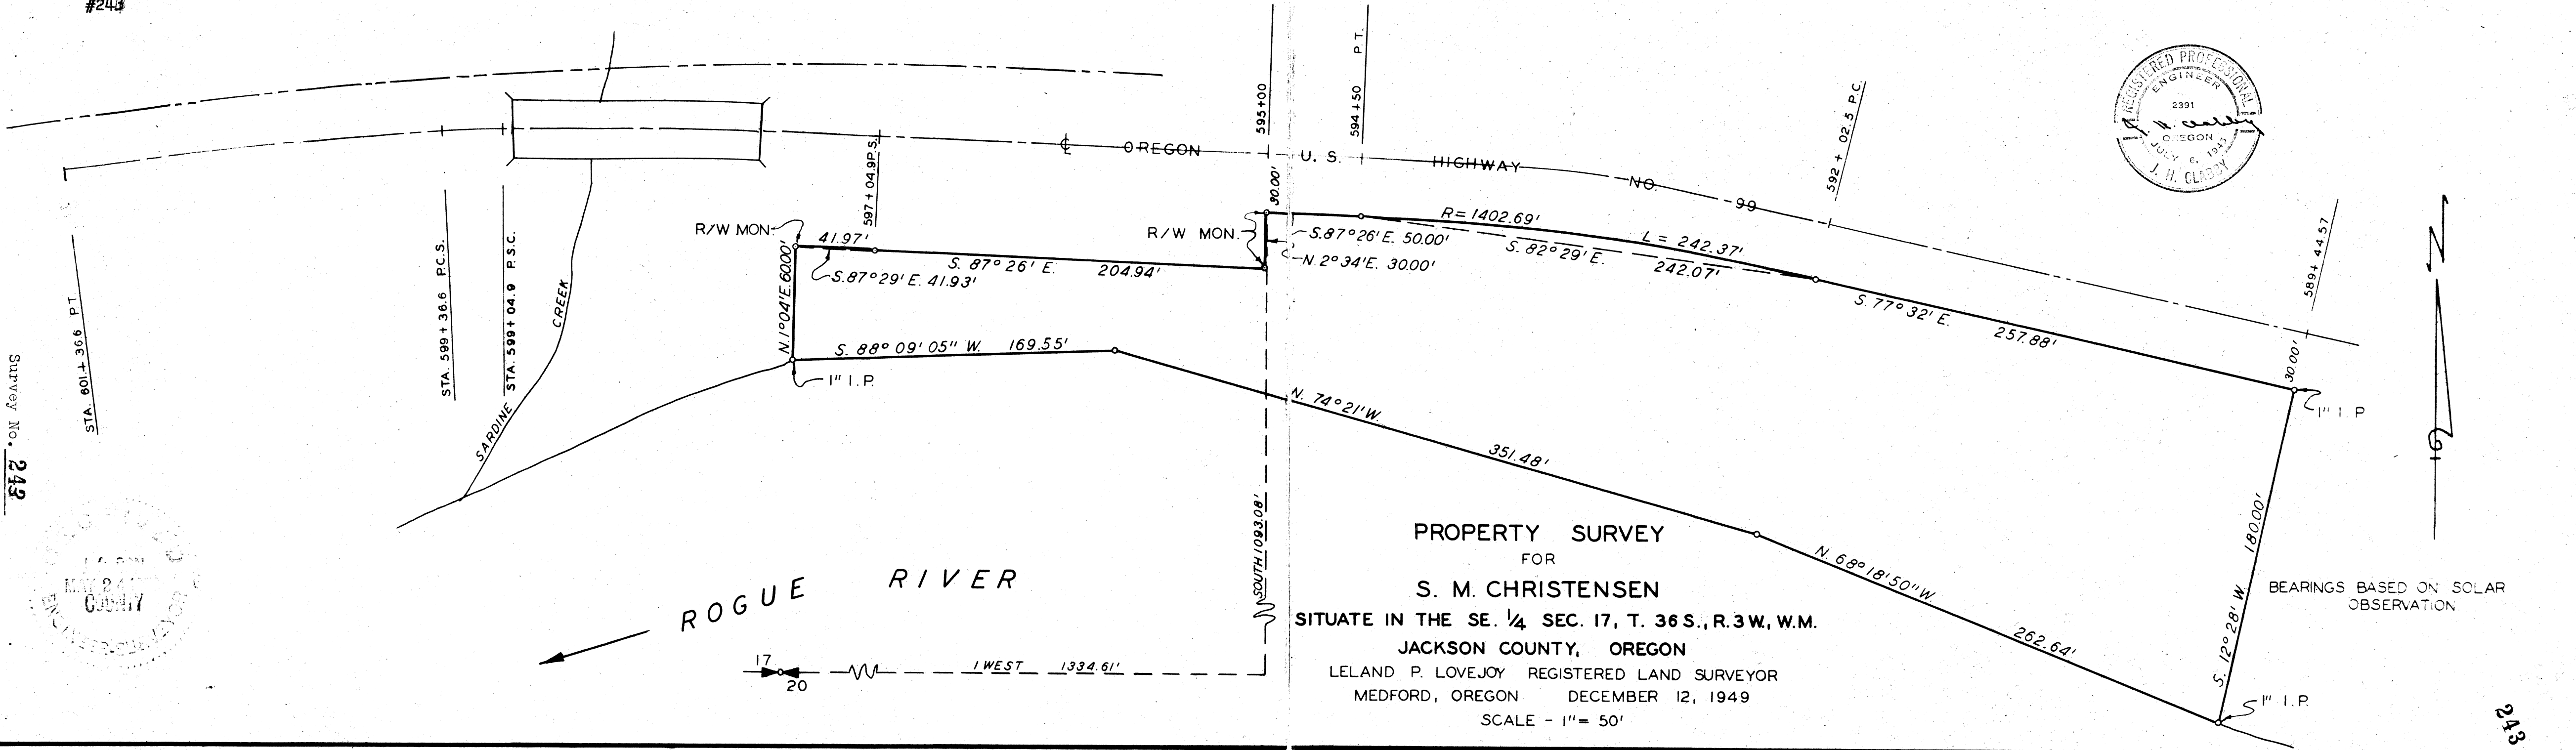 #243
STA. 601 + 36.6 PT
STA. 599 + 36.6 P.C.S.
STA. 599 + 04.9 P.S.C.
SARDINE CREEK
597 + 04.9 P.S.
℄ OREGON U. S. HIGHWAY NO. 99
595+00
594+50 P.T.
592 + 02.5 P.C.
589 + 44.57
REGISTERED PROFESSIONAL
ENGINEER
2391
J. H. Clabby
OREGON
JULY 6, 1945
J. H. CLABBY
R/W MON.
41.97'
S. 87° 29' E. 41.93'
N. 1° 04' E. 60.00'
S. 87° 26' E. 204.94'
R/W MON.
30.00'
S. 87° 26' E. 50.00'
N. 2° 34' E. 30.00'
R = 1402.69'
L = 242.37'
S. 82° 29' E. 242.07'
S. 77° 32' E. 257.88'
30.00'
1" I. P.
S. 88° 09' 05" W. 169.55'
1" I. P.
N. 74° 21' W. 351.48'
N. 68° 18' 50" W. 262.64'
S. 12° 28' W. 180.00'
1" I. P.
SOUTH 1093.08'
WEST 1334.61'
17
20
ROGUE RIVER
N
BEARINGS BASED ON SOLAR
OBSERVATION
PROPERTY SURVEY
FOR
S. M. CHRISTENSEN
SITUATE IN THE SE. 1/4 SEC. 17, T. 36 S., R. 3 W., W.M.
JACKSON COUNTY, OREGON
LELAND P. LOVEJOY REGISTERED LAND SURVEYOR
MEDFORD, OREGON DECEMBER 12, 1949
SCALE - 1" = 50'
Survey No. 243
COUNTY
243